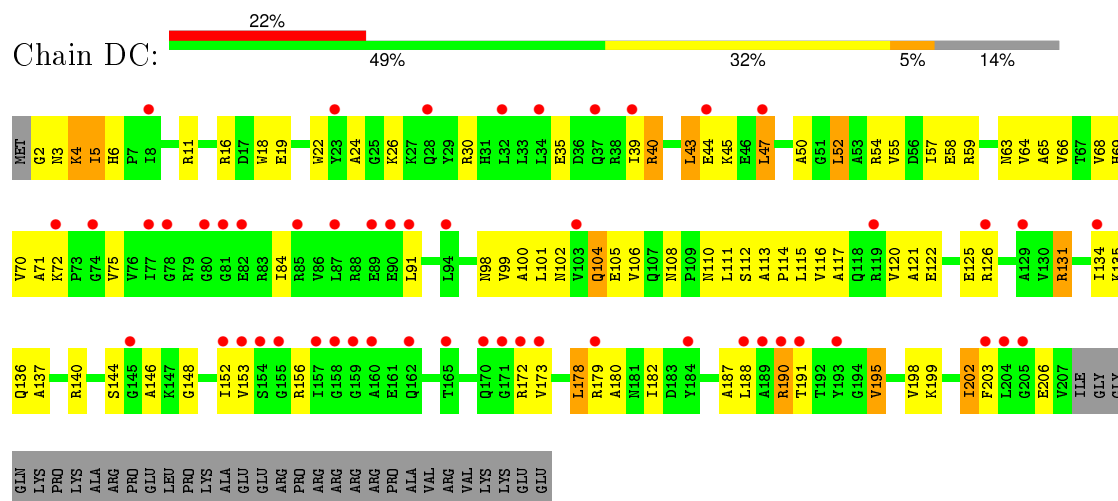 22%
Chain DC:
49% 32% 5% 14%
MET G2 N3 K4 I5 H6 P7 I8 R11 R16 D17 W18 E19 W22 Y23 A24 G25 K26 K27 Q28 Y29 R30 H31 L32 L33 L34 E35 D36 Q37 R38 I39 R40 L43 E44 K45 E46 L47 A50 G51 L52 A53 R54 V55 D56 I57 E58 R59 N63 V64 A65 V66 T67 V68 H69
V70 A71 K72 P73 G74 V75 V76 I77 G78 R79 G80 G81 E82 R83 I84 R85 V86 L87 R88 E89 E90 L91 L94 N98 V99 A100 L101 N102 V103 Q104 E105 V106 Q107 N108 P109 N110 L111 S112 A113 P114 L115 V116 A117 Q118 R119 V120 A121 E122 E125 R126 A129 V130 R131 I134 K135
Q136 A137 R140 S144 G145 A146 K147 G148 I152 V153 S154 G155 R156 I157 G158 G159 A160 E161 Q162 T165 Q170 G171 R172 V173 L178 R179 A180 N181 I182 D183 Y184 A187 L188 A189 R190 T191 T192 Y193 G194 V195 V198 K199 I202 F203 L204 G205 E206 V207 ILE GLY GLY
GLN LYS PRO LYS ALA ARG PRO GLU LEU PRO LYS ALA GLU GLU ARG PRO ARG ARG ARG ARG PRO ALA VAL ARG VAL LYS LYS GLU GLU